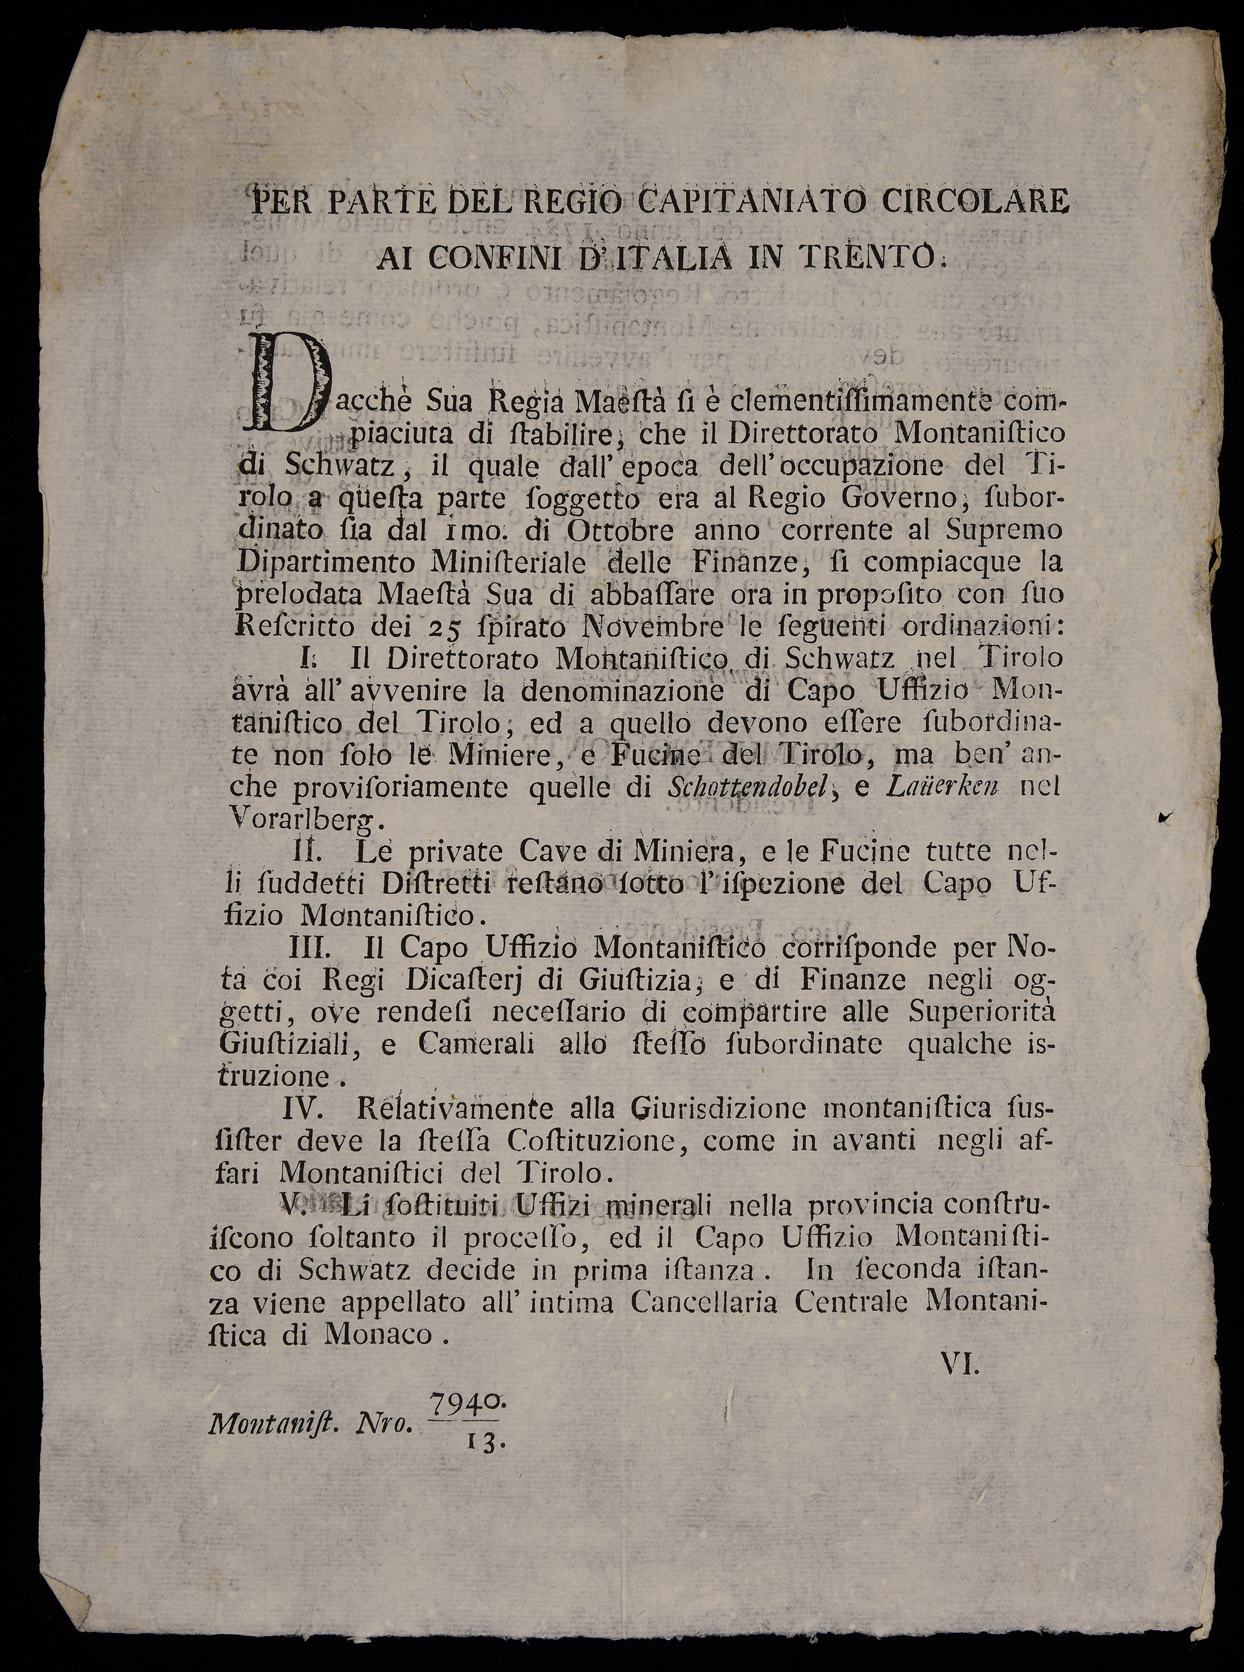 PER PARTE DEL REGIO CAPITANIATO CIRCOLARE
AI CONFINI D' ITALIA IN TRENTO.
Dacchè Sua Regia Maeſtà ſi è clementiſſimamente com-
piaciuta di ſtabilire, che il Direttorato Montaniſtico
di Schwatz, il quale dall' epoca dell' occupazione del Ti-
rolo a queſta parte ſoggetto era al Regio Governo, ſubor-
dinato ſia dal 1mo. di Ottobre anno corrente al Supremo
Dipartimento Miniſteriale delle Finanze, ſi compiacque la
prelodata Maeſtà Sua di abbaſſare ora in propoſito con ſuo
Reſcritto dei 25 ſpirato Novembre le ſeguenti ordinazioni:
I. Il Direttorato Montaniſtico di Schwatz nel Tirolo
avrà all' avvenire la denominazione di Capo Uffizio Mon-
taniſtico del Tirolo, ed a quello devono eſſere ſubordina-
te non ſolo le Miniere, e Fucine del Tirolo, ma ben' an-
che proviſoriamente quelle di Schottendobel, e Laüerken nel
Vorarlberg.
II. Le private Cave di Miniera, e le Fucine tutte nel-
li ſuddetti Diſtretti reſtano ſotto l' iſpezione del Capo Uf-
fizio Montaniſtico.
III. Il Capo Uffizio Montaniſtico corriſponde per No-
ta coi Regi Dicaſterj di Giuſtizia, e di Finanze negli og-
getti, ove rendeſi neceſſario di compartire alle Superiorità
Giuſtiziali, e Camerali allo ſteſſo ſubordinate qualche is-
truzione.
IV. Relativamente alla Giurisdizione montaniſtica ſus-
ſiſter deve la ſteſſa Coſtituzione, come in avanti negli af-
fari Montaniſtici del Tirolo.
V. Li ſoſtituiti Uffizi minerali nella provincia conſtru-
iſcono ſoltanto il proceſſo, ed il Capo Uffizio Montaniſti-
co di Schwatz decide in prima iſtanza. In ſeconda iſtan-
za viene appellato all' intima Cancellaria Centrale Montani-
ſtica di Monaco.
VI.
Montaniſt. Nro. 7940.
13.